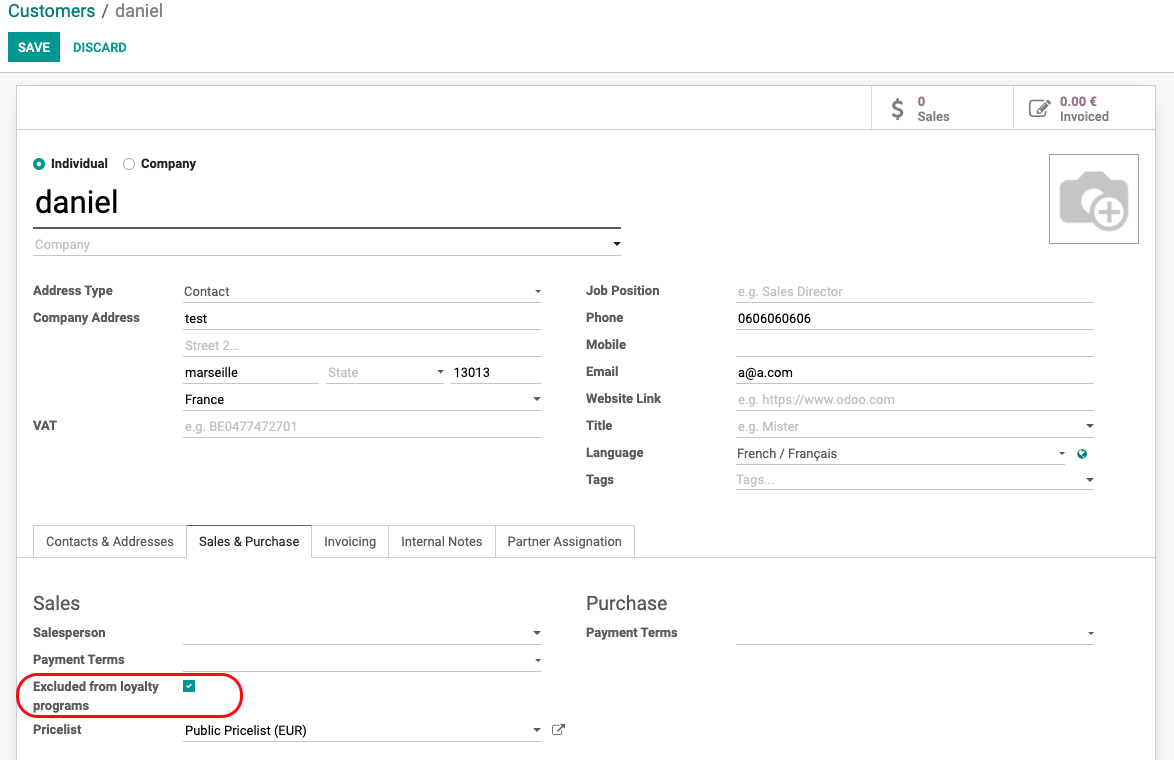 Customers / daniel
SAVE DISCARD
0
Sales
0.00 €
Invoiced
Individual Company
daniel
Company
Address Type Contact
Job Position e.g. Sales Director
Company Address test
Phone 0606060606
Street 2...
Mobile
marseille State 13013
Email a@a.com
France
Website Link e.g. https://www.odoo.com
VAT e.g. BE0477472701
Title e.g. Mister
Language French / Français
Tags Tags...
Contacts & Addresses Sales & Purchase Invoicing Internal Notes Partner Assignation
Sales
Purchase
Salesperson
Payment Terms
Payment Terms
Excluded from loyalty
programs
Pricelist Public Pricelist (EUR)